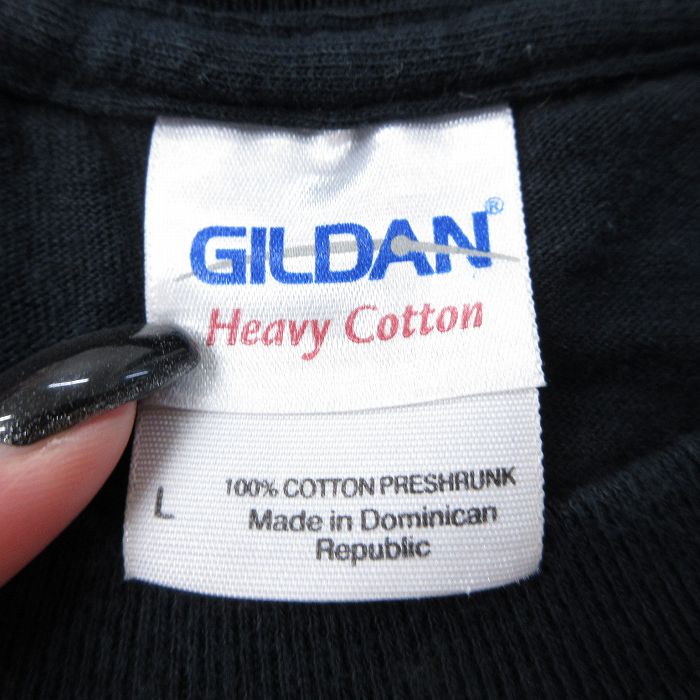 GILDAN®
Heavy Cotton
L
100% COTTON PRESHRUNK
Made in Dominican
Republic